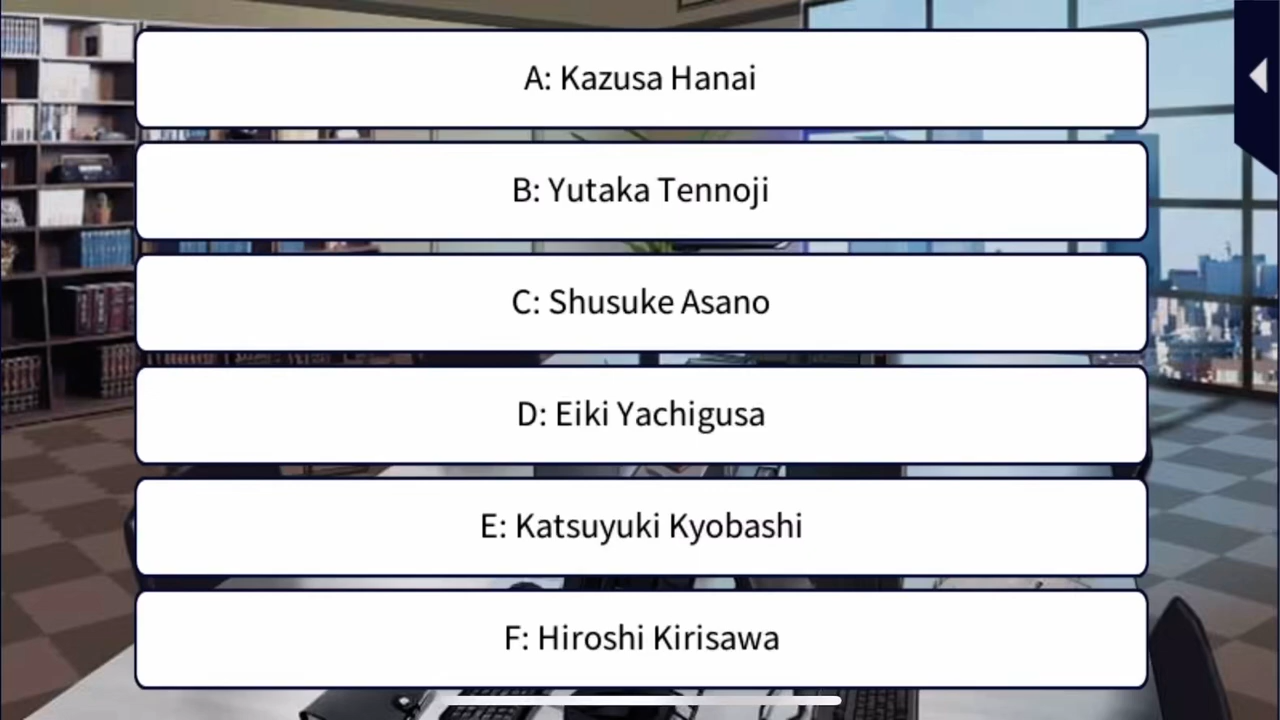 A: Kazusa Hanai
B: Yutaka Tennoji
C: Shusuke Asano
D: Eiki Yachigusa
E: Katsuyuki Kyobashi
F: Hiroshi Kirisawa